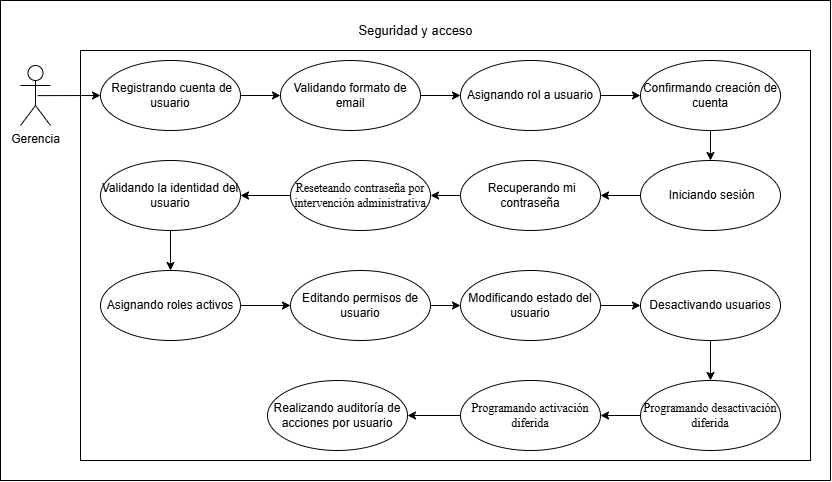 Seguridad y acceso
Gerencia
Registrando cuenta de
usuario
Validando formato de
email
Asignando rol a usuario
Confirmando creación de
cuenta
Iniciando sesión
Recuperando mi
contraseña
Reseteando contraseña por
intervención administrativa
Validando la identidad del
usuario
Asignando roles activos
Editando permisos de
usuario
Modificando estado del
usuario
Desactivando usuarios
Programando desactivación
diferida
Programando activación
diferida
Realizando auditoría de
acciones por usuario